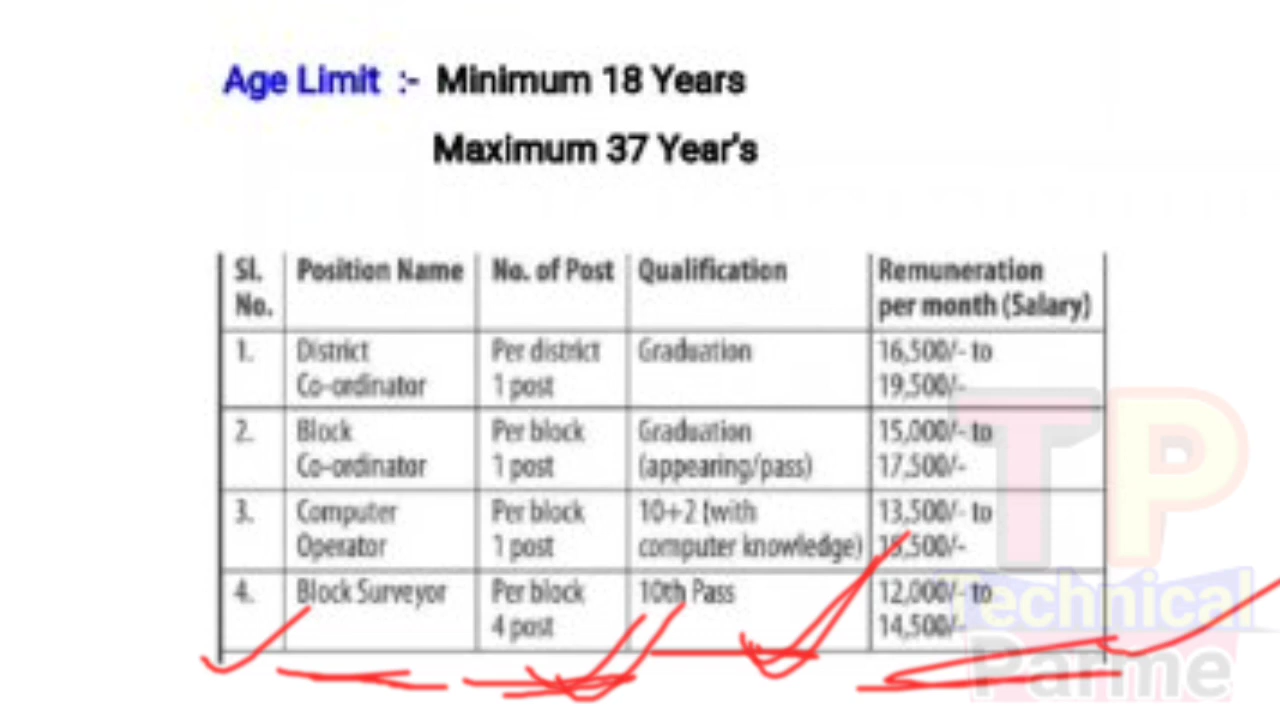 Age Limit :- Minimum 18 Years
Maximum 37 Year's
Sl. No. Position Name No. of Post Qualification Remuneration per month (Salary)
1. District Co-ordinator Per district 1 post Graduation 16,500/- to 19,500/-
2. Block Co-ordinator Per block 1 post Graduation (appearing/pass) 15,000/- to 17,500/-
3. Computer Operator Per block 1 post 10+2 (with computer knowledge) 13,500/- to 15,500/-
4. Block Surveyor Per block 4 post 10th Pass 12,000/- to 14,500/-
TP
Technical
Parme